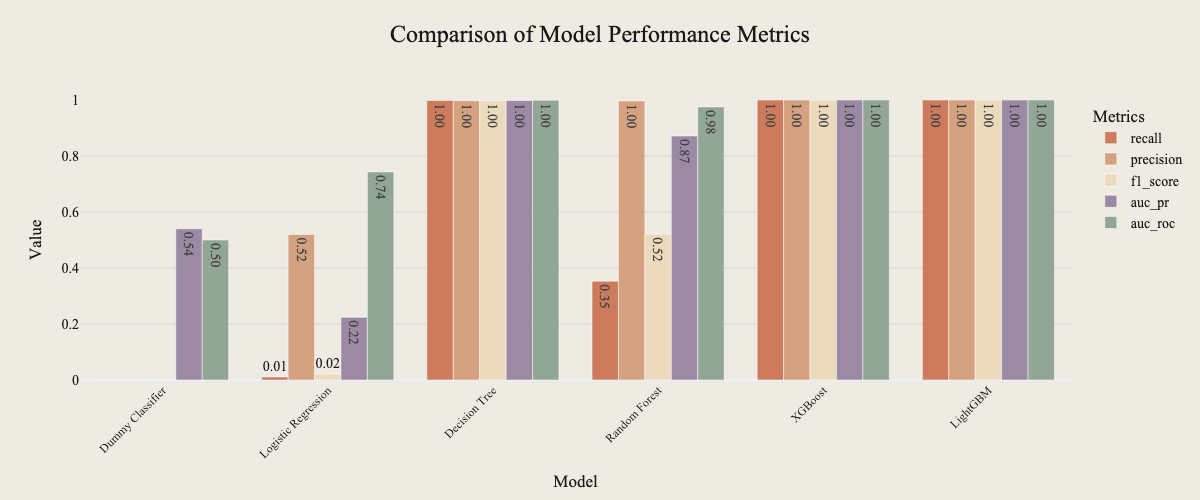 Comparison of Model Performance Metrics
Value
1
0.8
0.6
0.4
0.2
0
0.54
0.50
0.01
0.52
0.02
0.22
0.74
1.00
1.00
1.00
1.00
1.00
0.35
1.00
0.52
0.87
0.98
1.00
1.00
1.00
1.00
1.00
1.00
1.00
1.00
1.00
1.00
Dummy Classifier
Logistic Regression
Decision Tree
Random Forest
XGBoost
LightGBM
Model
Metrics
recall
precision
f1_score
auc_pr
auc_roc